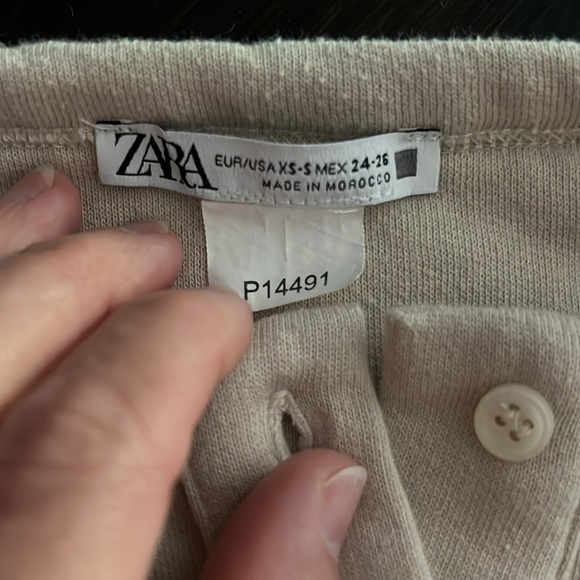 ZARA EUR/USA XS-S MEX 24-26
MADE IN MOROCCO
P14491